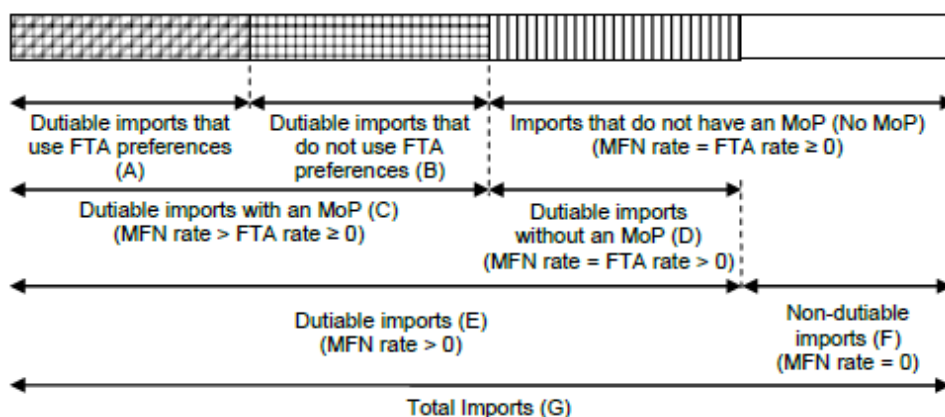 Dutiable imports that
use FTA preferences
(A)
Dutiable imports that
do not use FTA
preferences (B)
Imports that do not have an MoP (No MoP)
(MFN rate = FTA rate ≥ 0)
Dutiable imports with an MoP (C)
(MFN rate > FTA rate ≥ 0)
Dutiable imports
without an MoP (D)
(MFN rate = FTA rate > 0)
Dutiable imports (E)
(MFN rate > 0)
Non-dutiable
imports (F)
(MFN rate = 0)
Total Imports (G)